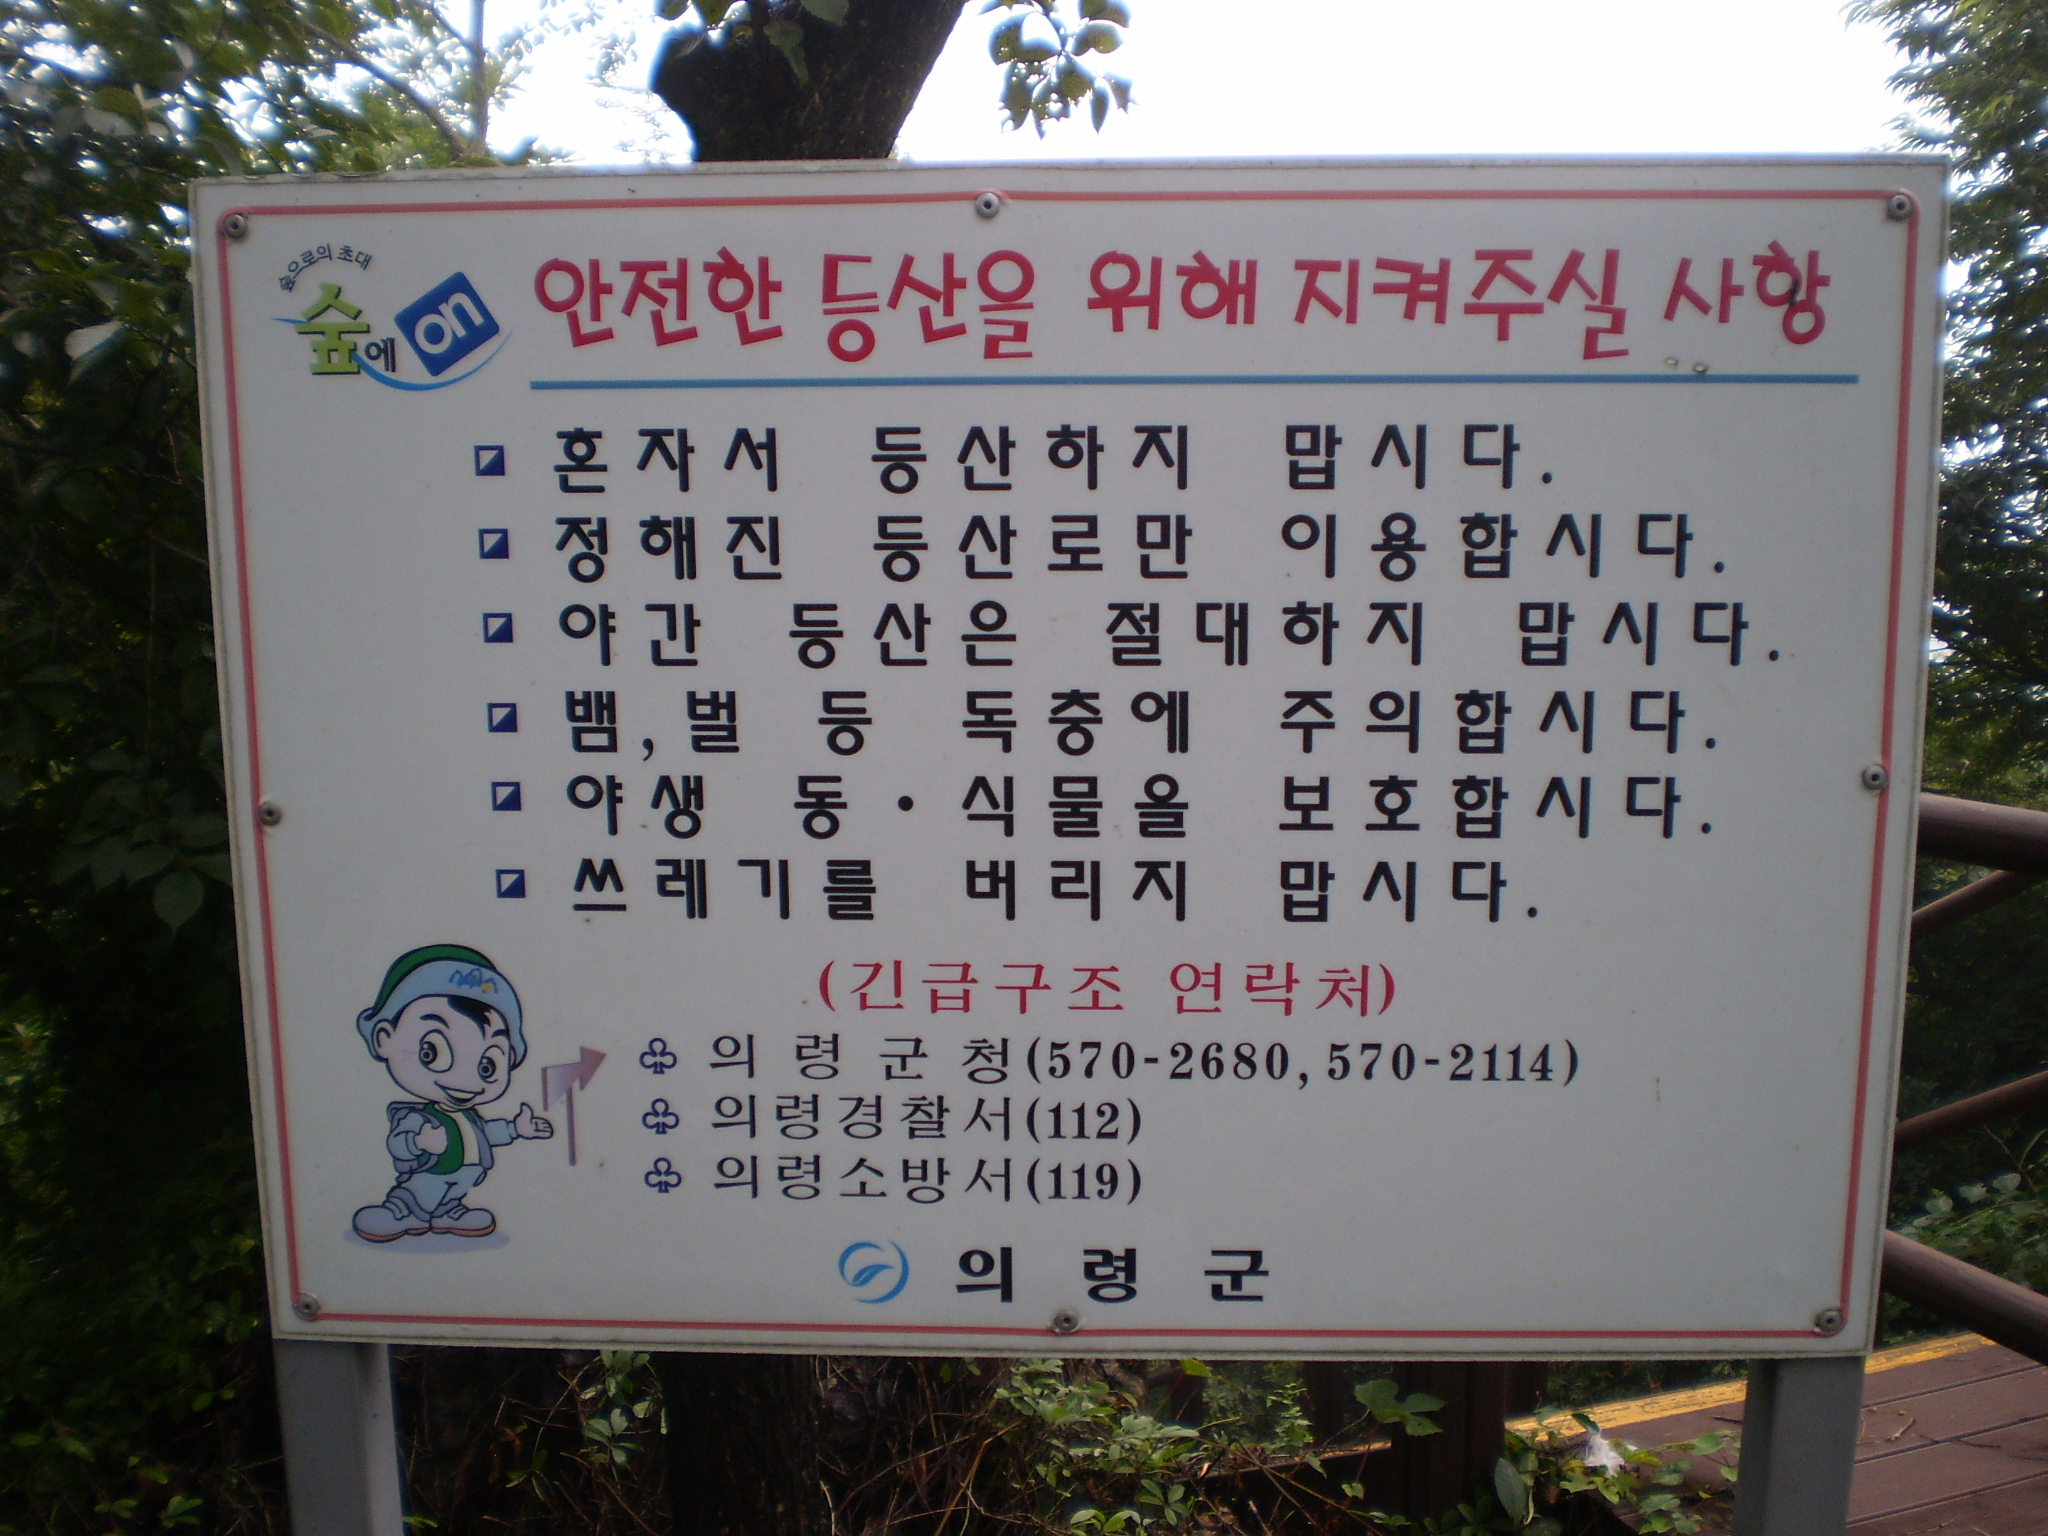 숲으로의 초대
숲에 on
안전한 등산을 위해 지켜주실 사항
혼자서 등산하지 맙시다.
정해진 등산로만 이용합시다.
야간 등산은 절대하지 맙시다.
뱀,벌 등 독충에 주의합시다.
야생 동·식물을 보호합시다.
쓰레기를 버리지 맙시다.
(긴급구조 연락처)
♧ 의령군청(570-2680,570-2114)
♧ 의령경찰서(112)
♧ 의령소방서(119)
의령군